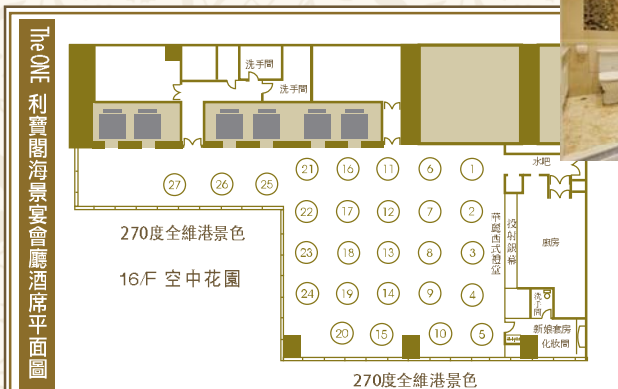 The ONE 利寶閣海景宴會廳酒席平面圖
洗手間
洗手間
水吧
21 16 11 6 1
27 26 25
22 17 12 7 2
270度全維港景色
華麗西式禮堂
投射銀幕
廚房
23 18 13 8 3
16/F 空中花園
24 19 14 9 4
洗手間
20 15 10 5
新娘套房
化妝間
270度全維港景色